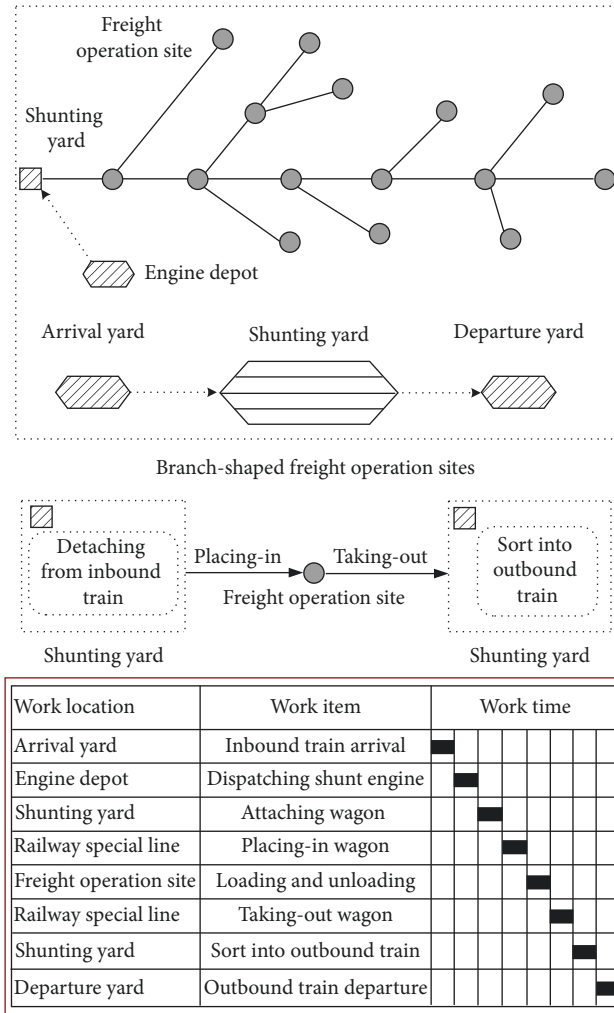 Freight
operation site
Shunting
yard
Engine depot
Arrival yard
Shunting yard
Departure yard
Branch-shaped freight operation sites
Detaching
from inbound
train
Placing-in
Taking-out
Freight operation site
Sort into
outbound
train
Shunting yard
Shunting yard
Work location Work item Work time
Arrival yard Inbound train arrival
Engine depot Dispatching shunt engine
Shunting yard Attaching wagon
Railway special line Placing-in wagon
Freight operation site Loading and unloading
Railway special line Taking-out wagon
Shunting yard Sort into outbound train
Departure yard Outbound train departure